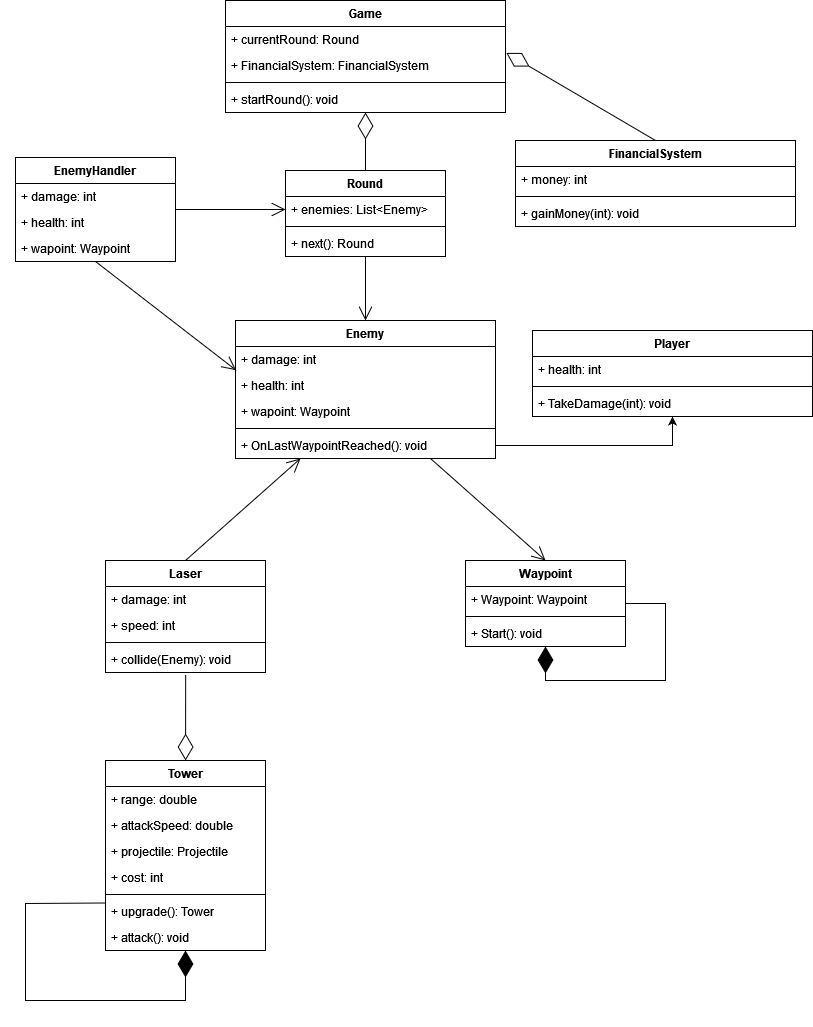 Game
+ currentRound: Round
+ FinancialSystem: FinancialSystem
+ startRound(): void
FinancialSystem
+ money: int
+ gainMoney(int): void
EnemyHandler
+ damage: int
+ health: int
+ wapoint: Waypoint
Round
+ enemies: List<Enemy>
+ next(): Round
Enemy
+ damage: int
+ health: int
+ wapoint: Waypoint
+ OnLastWaypointReached(): void
Player
+ health: int
+ TakeDamage(int): void
Laser
+ damage: int
+ speed: int
+ collide(Enemy): void
Waypoint
+ Waypoint: Waypoint
+ Start(): void
Tower
+ range: double
+ attackSpeed: double
+ projectile: Projectile
+ cost: int
+ upgrade(): Tower
+ attack(): void